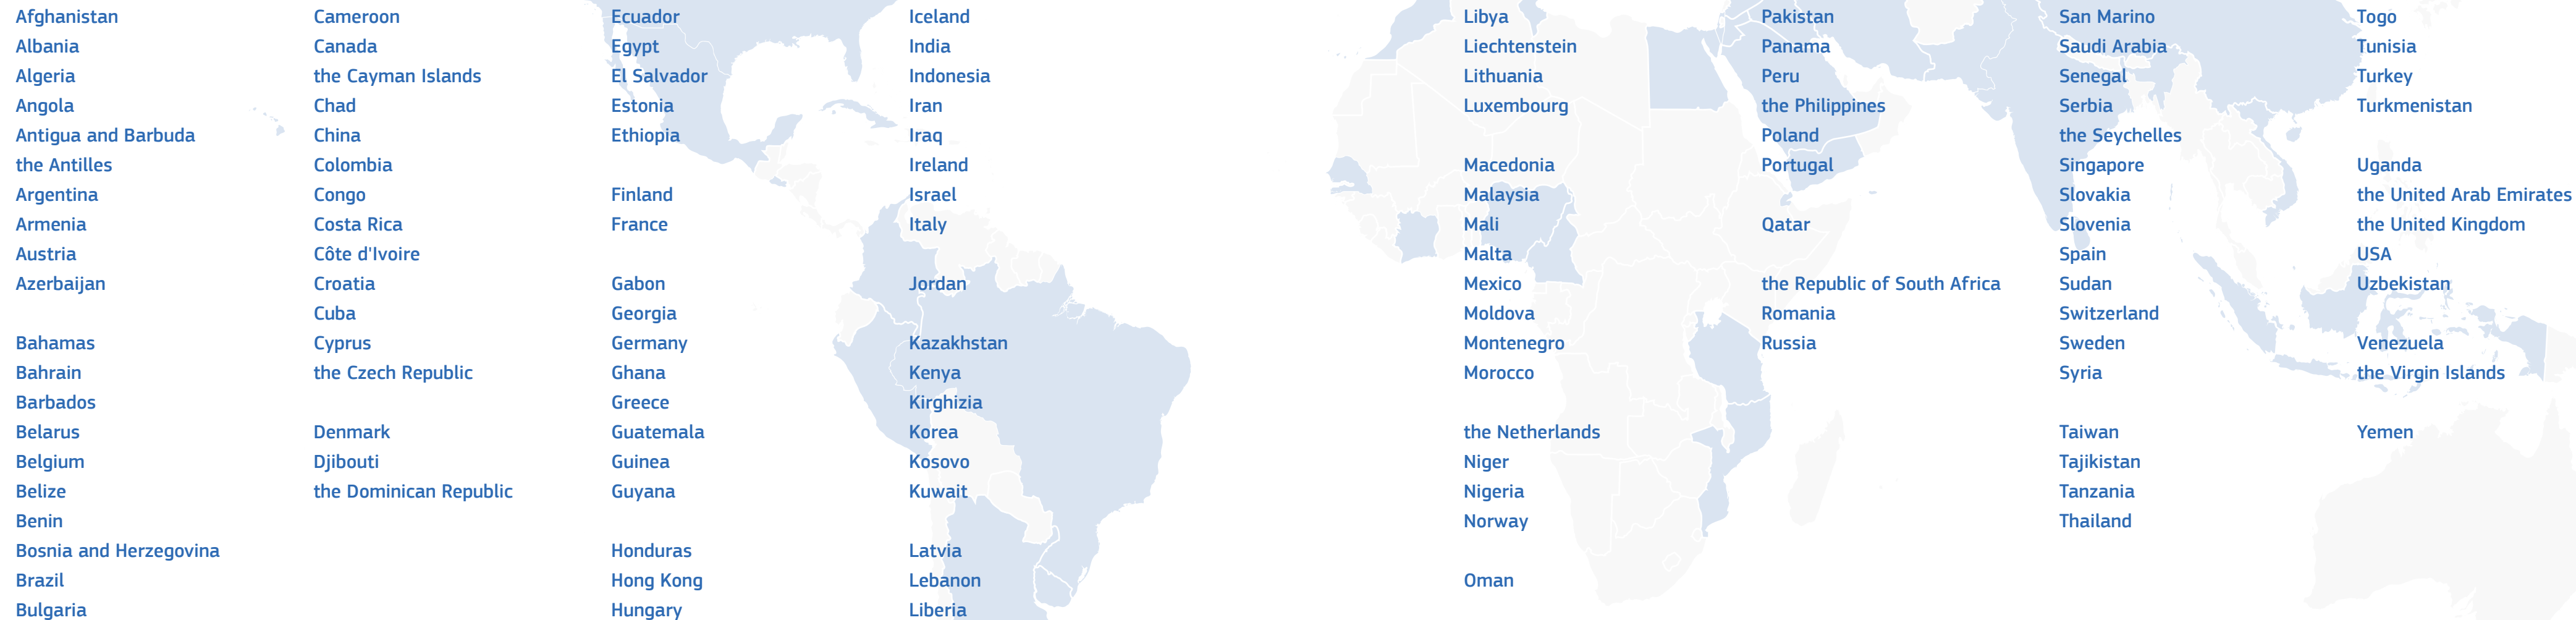 Afghanistan
Albania
Algeria
Angola
Antigua and Barbuda
the Antilles
Argentina
Armenia
Austria
Azerbaijan
Bahamas
Bahrain
Barbados
Belarus
Belgium
Belize
Benin
Bosnia and Herzegovina
Brazil
Bulgaria
Cameroon
Canada
the Cayman Islands
Chad
China
Colombia
Congo
Costa Rica
Côte d'Ivoire
Croatia
Cuba
Cyprus
the Czech Republic
Denmark
Djibouti
the Dominican Republic
Ecuador
Egypt
El Salvador
Estonia
Ethiopia
Finland
France
Gabon
Georgia
Germany
Ghana
Greece
Guatemala
Guinea
Guyana
Honduras
Hong Kong
Hungary
Iceland
India
Indonesia
Iran
Iraq
Ireland
Israel
Italy
Jordan
Kazakhstan
Kenya
Kirghizia
Korea
Kosovo
Kuwait
Latvia
Lebanon
Liberia
Libya
Liechtenstein
Lithuania
Luxembourg
Macedonia
Malaysia
Mali
Malta
Mexico
Moldova
Montenegro
Morocco
the Netherlands
Niger
Nigeria
Norway
Oman
Pakistan
Panama
Peru
the Philippines
Poland
Portugal
Qatar
the Republic of South Africa
Romania
Russia
San Marino
Saudi Arabia
Senegal
Serbia
the Seychelles
Singapore
Slovakia
Slovenia
Spain
Sudan
Switzerland
Sweden
Syria
Taiwan
Tajikistan
Tanzania
Thailand
Togo
Tunisia
Turkey
Turkmenistan
Uganda
the United Arab Emirates
the United Kingdom
USA
Uzbekistan
Venezuela
the Virgin Islands
Yemen